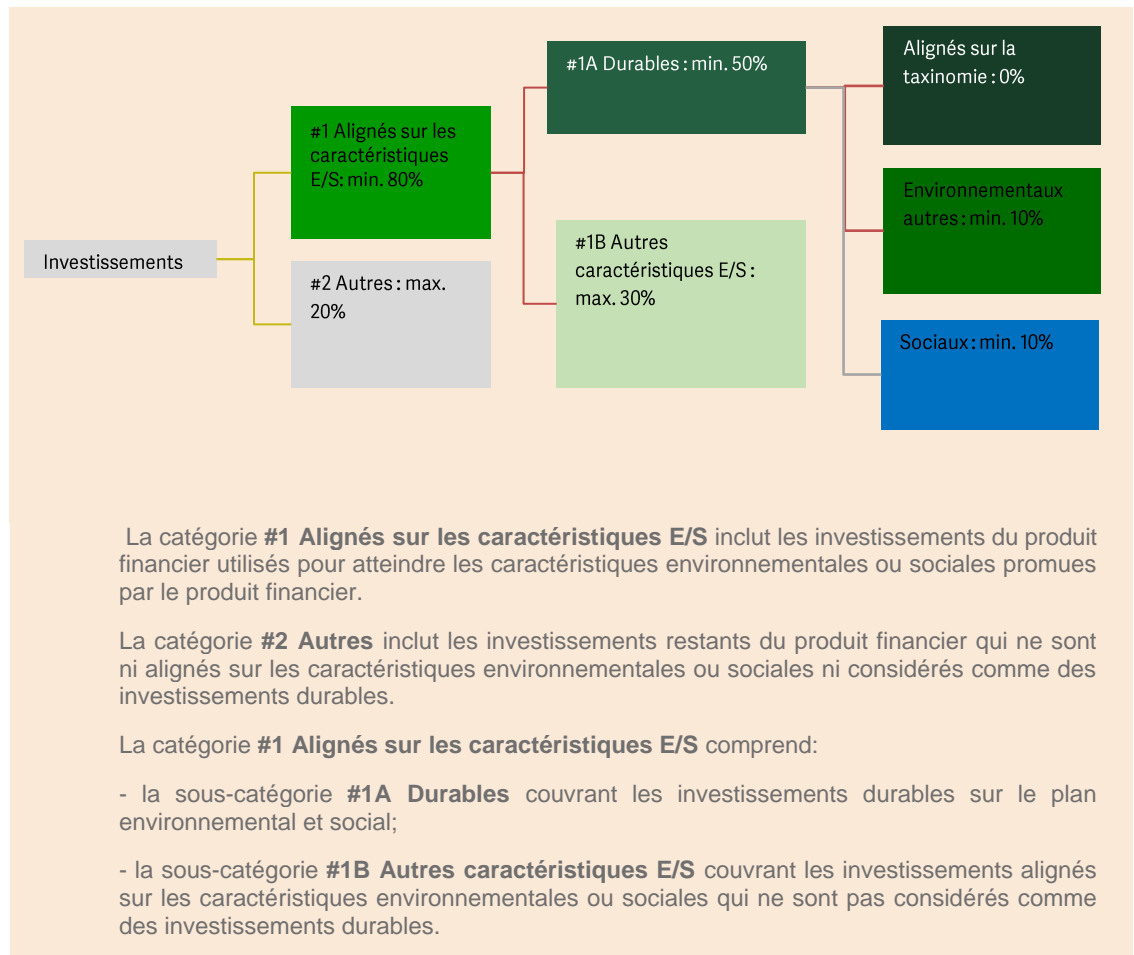 Investissements
#1 Alignés sur les
caractéristiques
E/S: min. 80%
#2 Autres : max.
20%
#1A Durables : min. 50%
#1B Autres
caractéristiques E/S :
max. 30%
Alignés sur la
taxinomie : 0%
Environnementaux
autres : min. 10%
Sociaux : min. 10%
La catégorie #1 Alignés sur les caractéristiques E/S inclut les investissements du produit
financier utilisés pour atteindre les caractéristiques environnementales ou sociales promues
par le produit financier.
La catégorie #2 Autres inclut les investissements restants du produit financier qui ne sont
ni alignés sur les caractéristiques environnementales ou sociales ni considérés comme des
investissements durables.
La catégorie #1 Alignés sur les caractéristiques E/S comprend:
- la sous-catégorie #1A Durables couvrant les investissements durables sur le plan
environnemental et social;
- la sous-catégorie #1B Autres caractéristiques E/S couvrant les investissements alignés
sur les caractéristiques environnementales ou sociales qui ne sont pas considérés comme
des investissements durables.